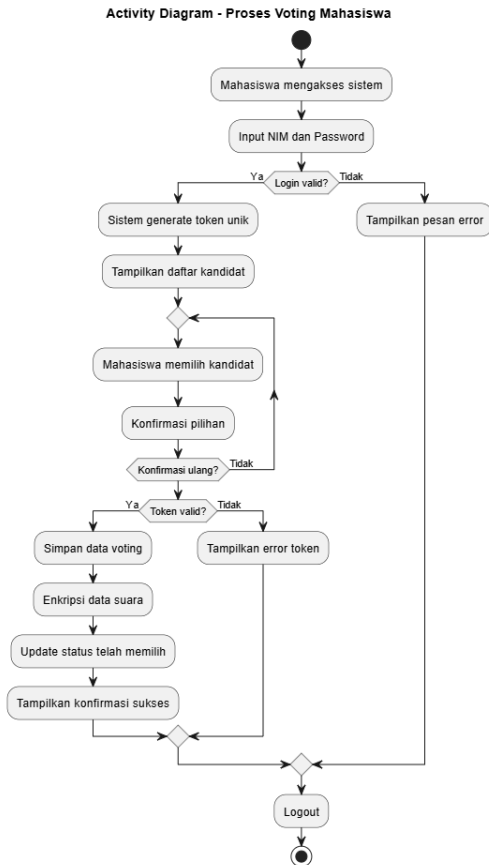 Activity Diagram - Proses Voting Mahasiswa
Mahasiswa mengakses sistem
Input NIM dan Password
Ya
Login valid?
Tidak
Sistem generate token unik
Tampilkan pesan error
Tampilkan daftar kandidat
Mahasiswa memilih kandidat
Konfirmasi pilihan
Konfirmasi ulang?
Tidak
Ya
Token valid?
Tidak
Simpan data voting
Tampilkan error token
Enkripsi data suara
Update status telah memilih
Tampilkan konfirmasi sukses
Logout